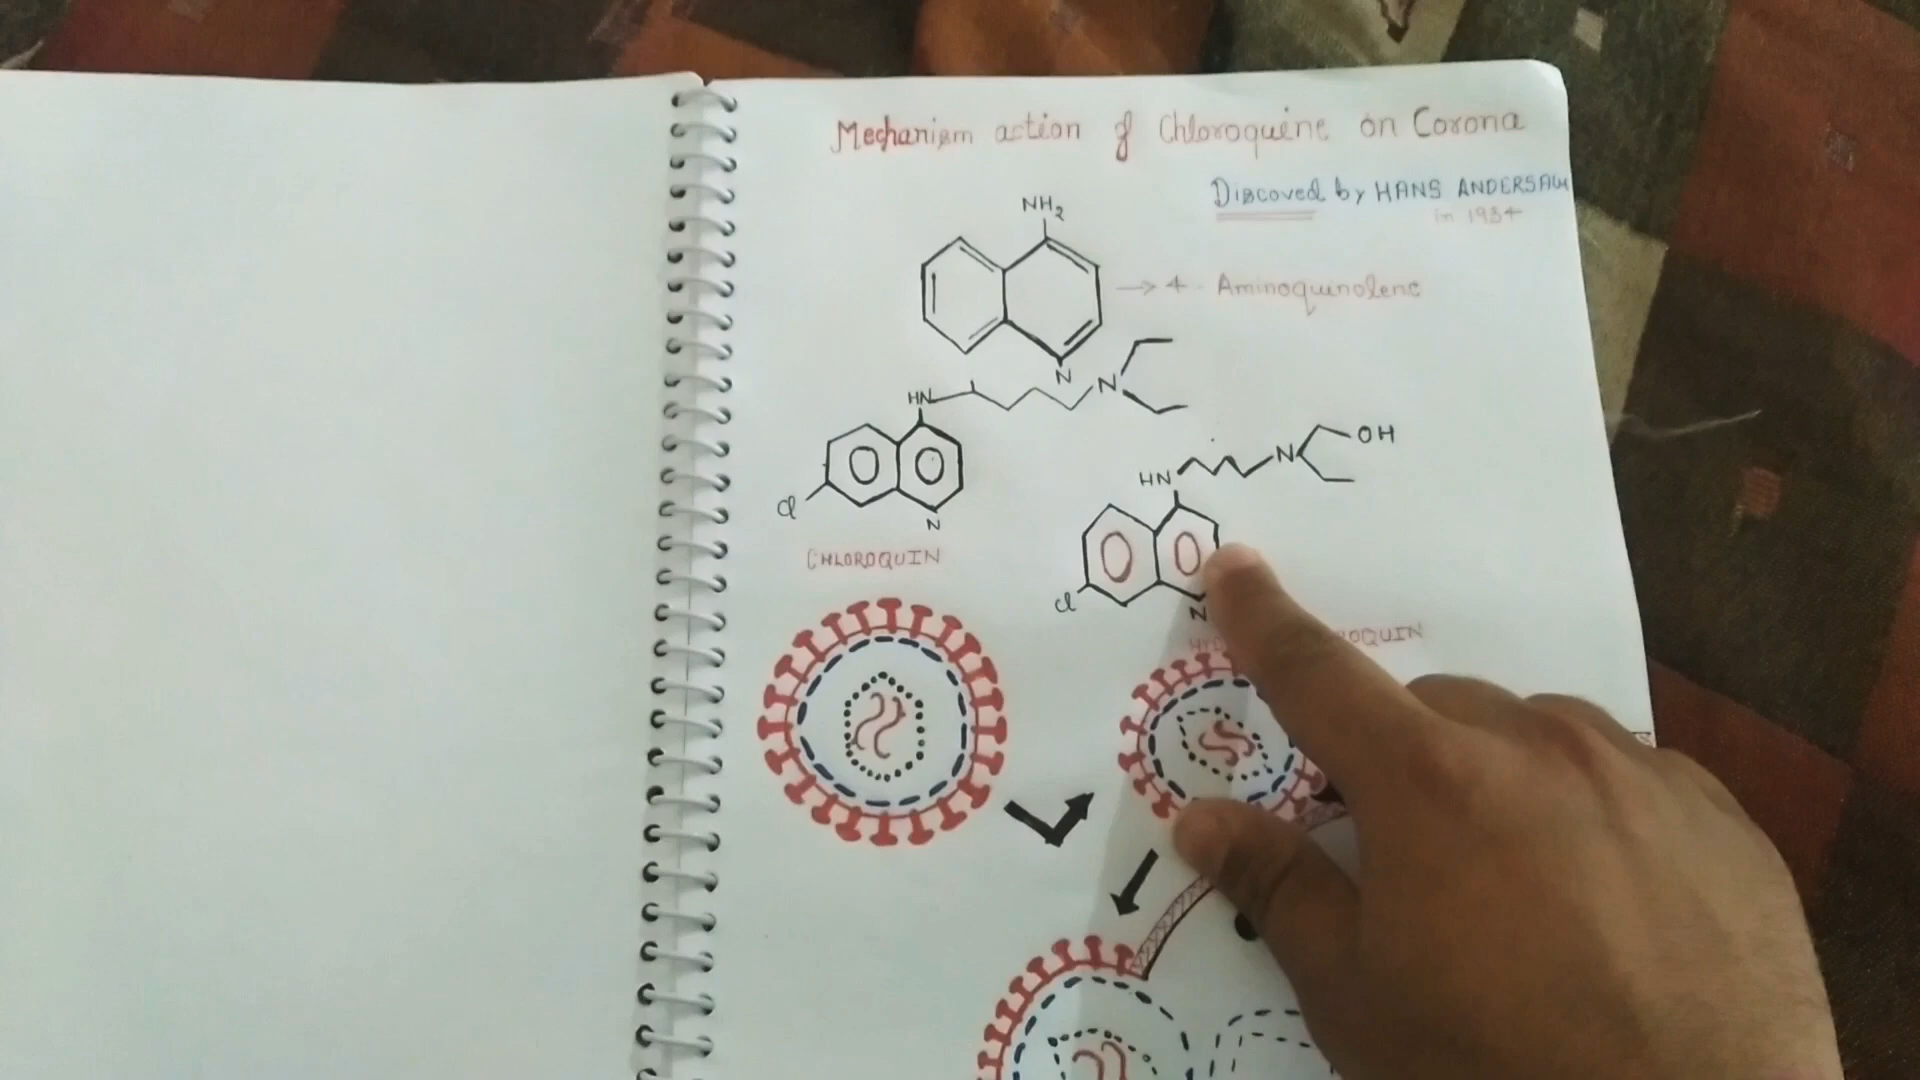 Mechanism action of Chloroquine on Corona
Discoved by HANS ANDERSAW
in 1934
NH2
→ 4 - Aminoquinolene
N
HN
N
Cl
N
CHLOROQUIN
HN
N
OH
Cl
N
OQUIN